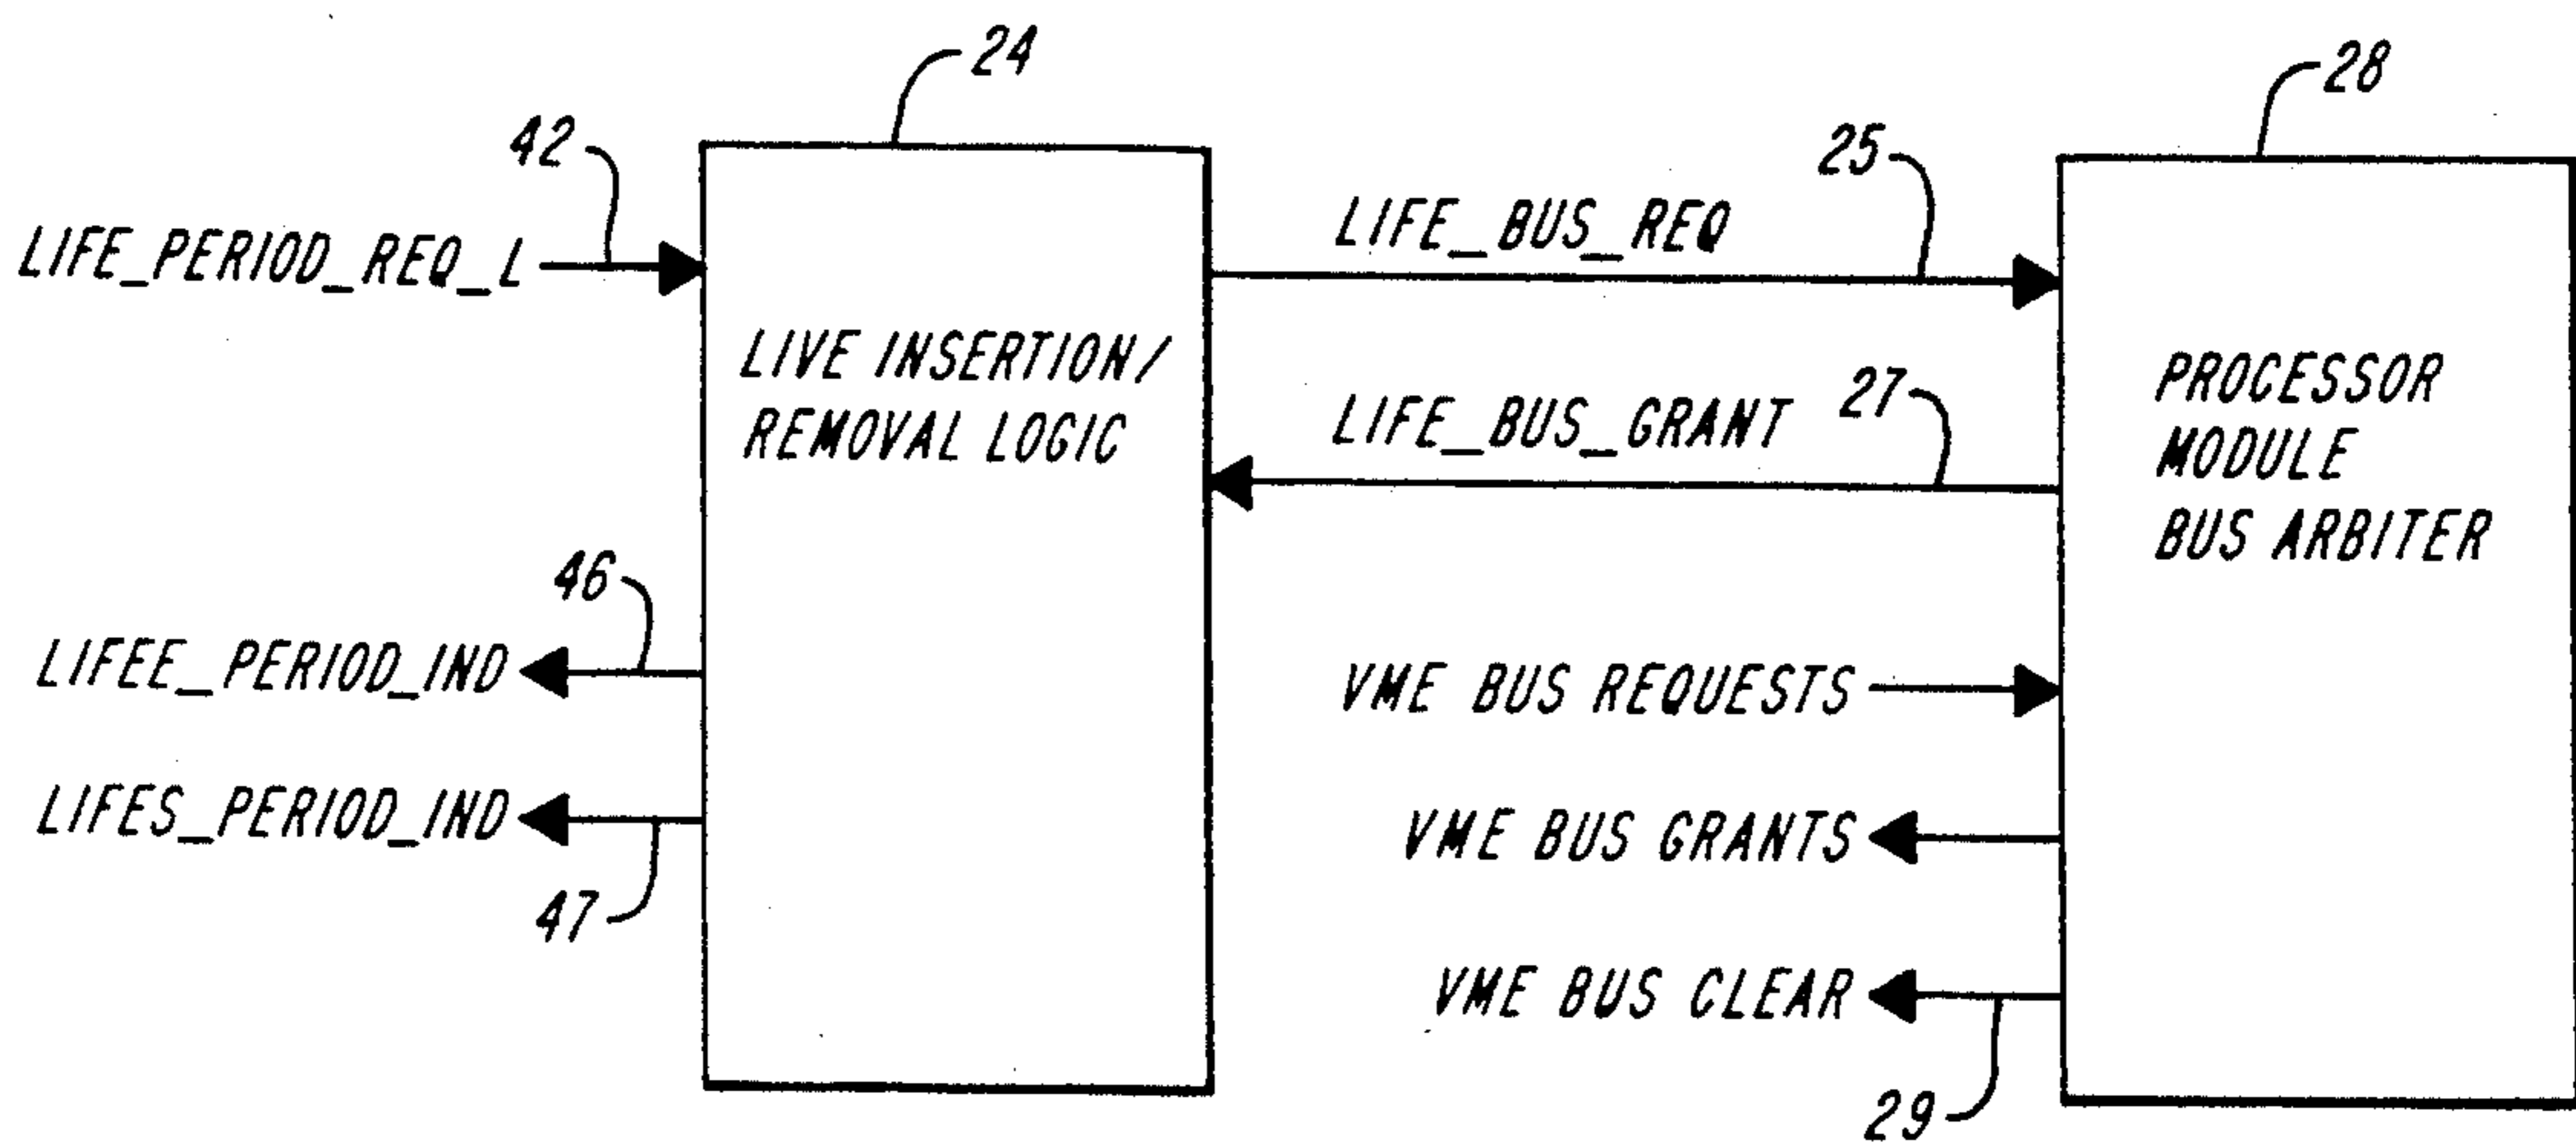 24
28
42
25
LIFE_PERIOD_REQ_L
LIFE_BUS_REQ
LIVE INSERTION/
REMOVAL LOGIC
LIFE_BUS_GRANT
27
PROCESSOR
MODULE
BUS ARBITER
46
LIFEE_PERIOD_IND
VME BUS REQUESTS
LIFES_PERIOD_IND
VME BUS GRANTS
47
VME BUS CLEAR
29